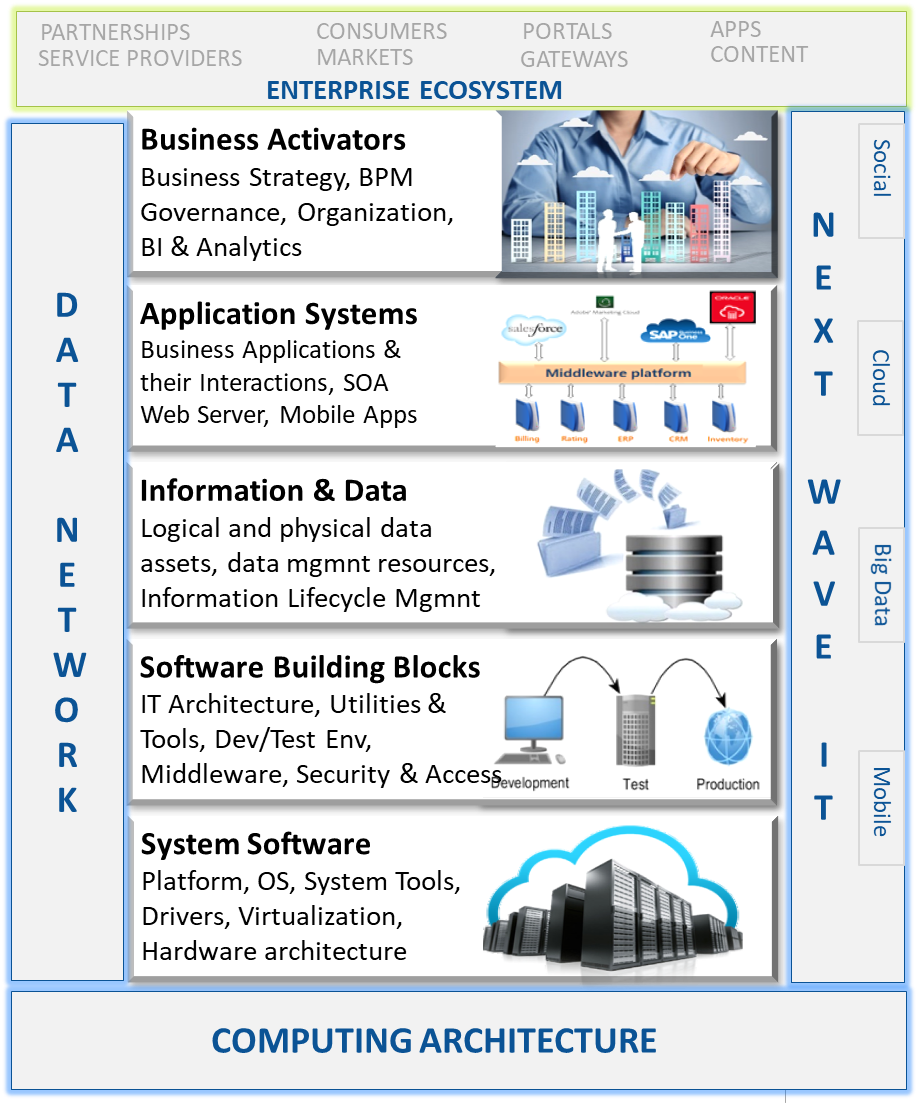 PARTNERSHIPS
SERVICE PROVIDERS
CONSUMERS
MARKETS
PORTALS
GATEWAYS
APPS
CONTENT
ENTERPRISE ECOSYSTEM
DATA NETWORK
Business Activators
Business Strategy, BPM
Governance, Organization,
BI & Analytics
Application Systems
Business Applications &
their Interactions, SOA
Web Server, Mobile Apps
salesforce
Adobe Marketing Cloud
SAP Business One
ORACLE
Middleware platform
Billing
Rating
ERP
CRM
Inventory
Information & Data
Logical and physical data
assets, data mgmnt resources,
Information Lifecycle Mgmnt
Software Building Blocks
IT Architecture, Utilities &
Tools, Dev/Test Env,
Middleware, Security & Access
Development
Test
Production
System Software
Platform, OS, System Tools,
Drivers, Virtualization,
Hardware architecture
NEXT WAVE IT
Social
Cloud
Big Data
Mobile
COMPUTING ARCHITECTURE